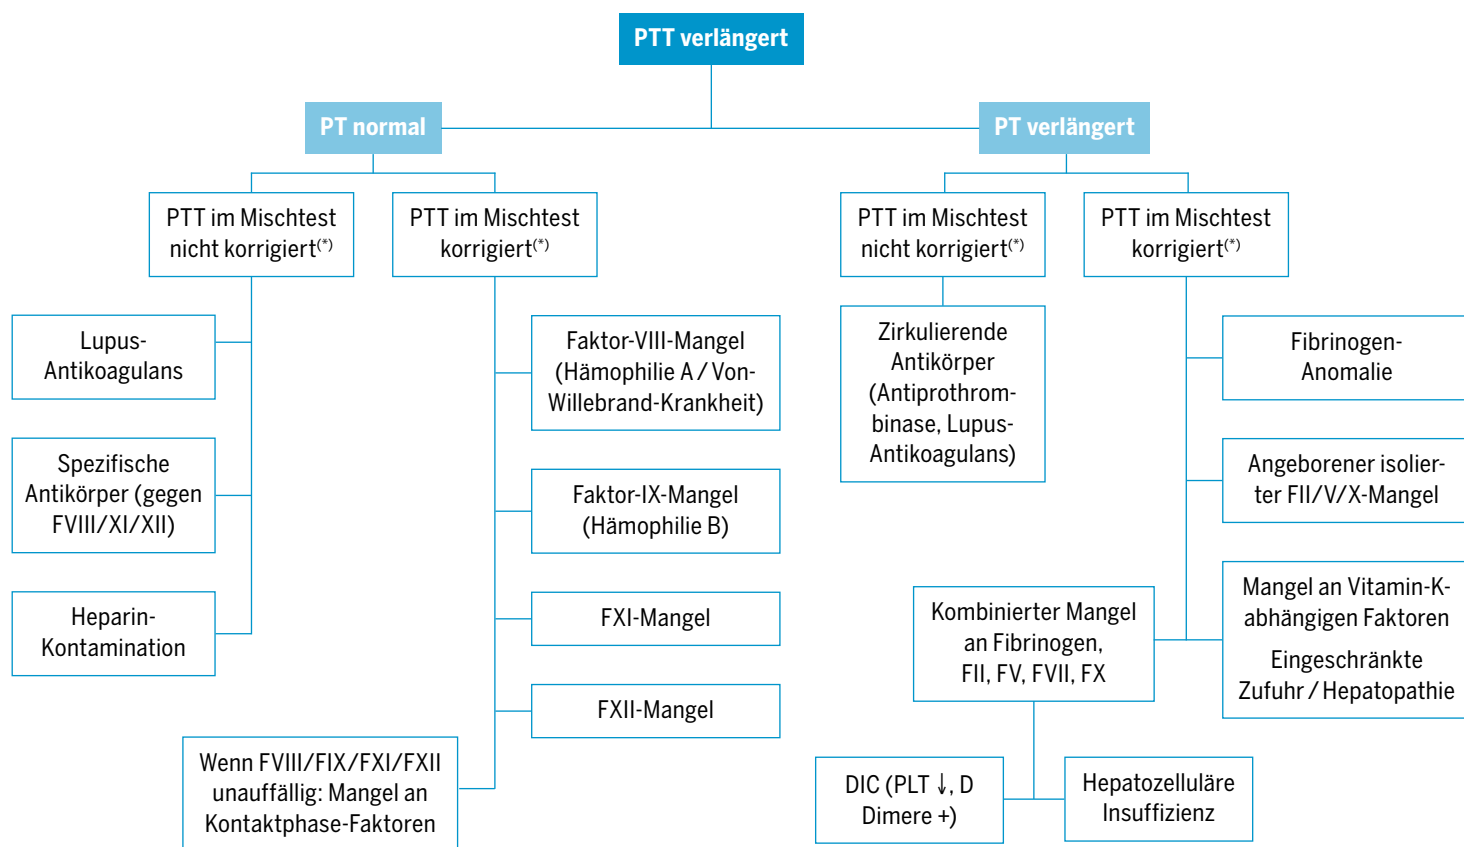 PTT verlängert
PT normal
PT verlängert
PTT im Mischtest
nicht korrigiert(*)
PTT im Mischtest
korrigiert(*)
PTT im Mischtest
nicht korrigiert(*)
PTT im Mischtest
korrigiert(*)
Lupus-
Antikoagulans
Spezifische
Antikörper (gegen
FVIII/XI/XII)
Heparin-
Kontamination
Faktor-VIII-Mangel
(Hämophilie A / Von-
Willebrand-Krankheit)
Faktor-IX-Mangel
(Hämophilie B)
FXI-Mangel
FXII-Mangel
Wenn FVIII/FIX/FXI/FXII
unauffällig: Mangel an
Kontaktphase-Faktoren
Zirkulierende
Antikörper
(Antiprothrom-
binase, Lupus-
Antikoagulans)
Fibrinogen-
Anomalie
Angeborener isolier-
ter FII/V/X-Mangel
Mangel an Vitamin-K-
abhängigen Faktoren
Eingeschränkte
Zufuhr / Hepatopathie
Kombinierter Mangel
an Fibrinogen,
FII, FV, FVII, FX
DIC (PLT ↓, D
Dimere +)
Hepatozelluläre
Insuffizienz